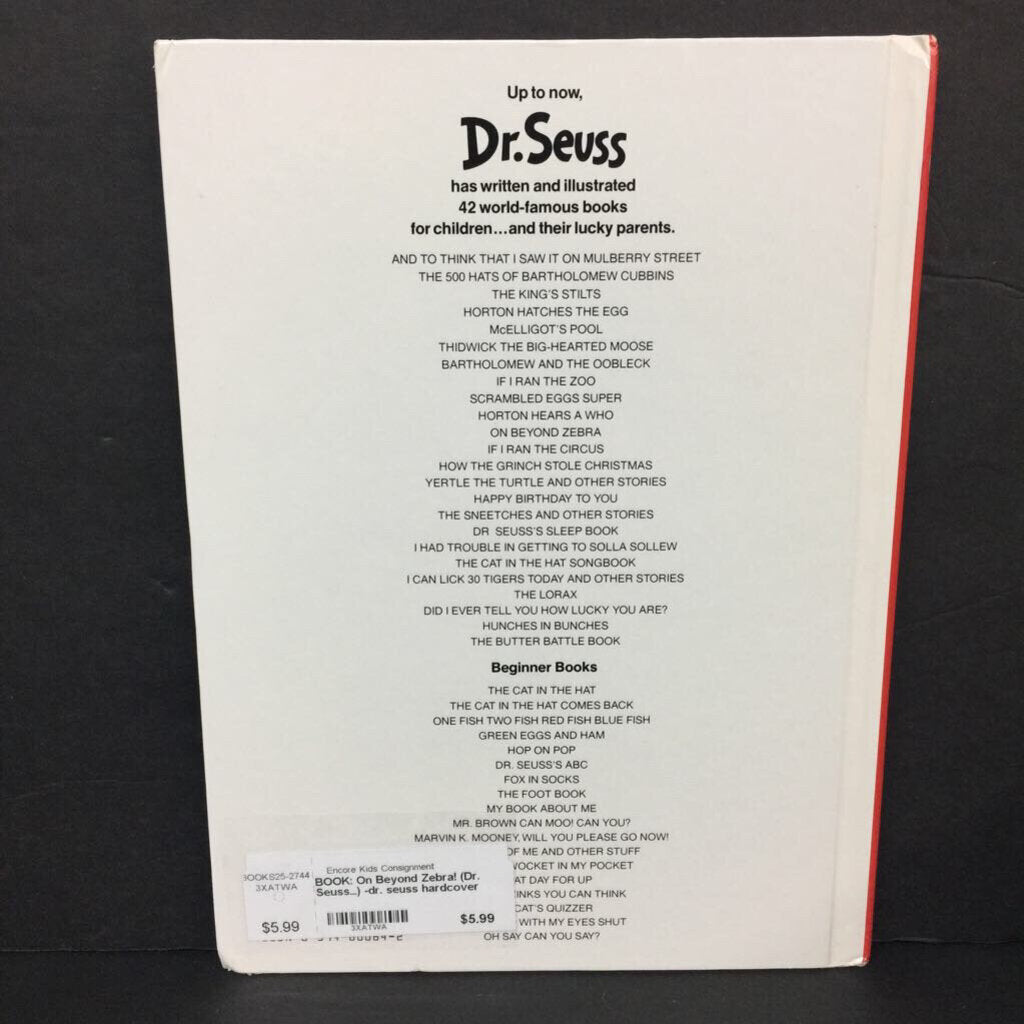 Up to now,
Dr. Seuss
has written and illustrated
42 world-famous books
for children...and their lucky parents.
AND TO THINK THAT I SAW IT ON MULBERRY STREET
THE 500 HATS OF BARTHOLOMEW CUBBINS
THE KING'S STILTS
HORTON HATCHES THE EGG
McELLIGOT'S POOL
THIDWICK THE BIG-HEARTED MOOSE
BARTHOLOMEW AND THE OOBLECK
IF I RAN THE ZOO
SCRAMBLED EGGS SUPER
HORTON HEARS A WHO
ON BEYOND ZEBRA
IF I RAN THE CIRCUS
HOW THE GRINCH STOLE CHRISTMAS
YERTLE THE TURTLE AND OTHER STORIES
HAPPY BIRTHDAY TO YOU
THE SNEETCHES AND OTHER STORIES
DR SEUSS'S SLEEP BOOK
I HAD TROUBLE IN GETTING TO SOLLA SOLLEW
THE CAT IN THE HAT SONGBOOK
I CAN LICK 30 TIGERS TODAY AND OTHER STORIES
THE LORAX
DID I EVER TELL YOU HOW LUCKY YOU ARE?
HUNCHES IN BUNCHES
THE BUTTER BATTLE BOOK
Beginner Books
THE CAT IN THE HAT
THE CAT IN THE HAT COMES BACK
ONE FISH TWO FISH RED FISH BLUE FISH
GREEN EGGS AND HAM
HOP ON POP
DR. SEUSS'S ABC
FOX IN SOCKS
THE FOOT BOOK
MY BOOK ABOUT ME
MR. BROWN CAN MOO! CAN YOU?
MARVIN K. MOONEY, WILL YOU PLEASE GO NOW!
OF ME AND OTHER STUFF
WOCKET IN MY POCKET
AT DAY FOR UP
INKS YOU CAN THINK
CAT'S QUIZZER
WITH MY EYES SHUT
OH SAY CAN YOU SAY?
BOOKS25-2744
3XATWA
$5.99
Encore Kids Consignment
BOOK: On Beyond Zebra! (Dr.
Seuss...) -dr. seuss hardcover
3XATWA
$5.99